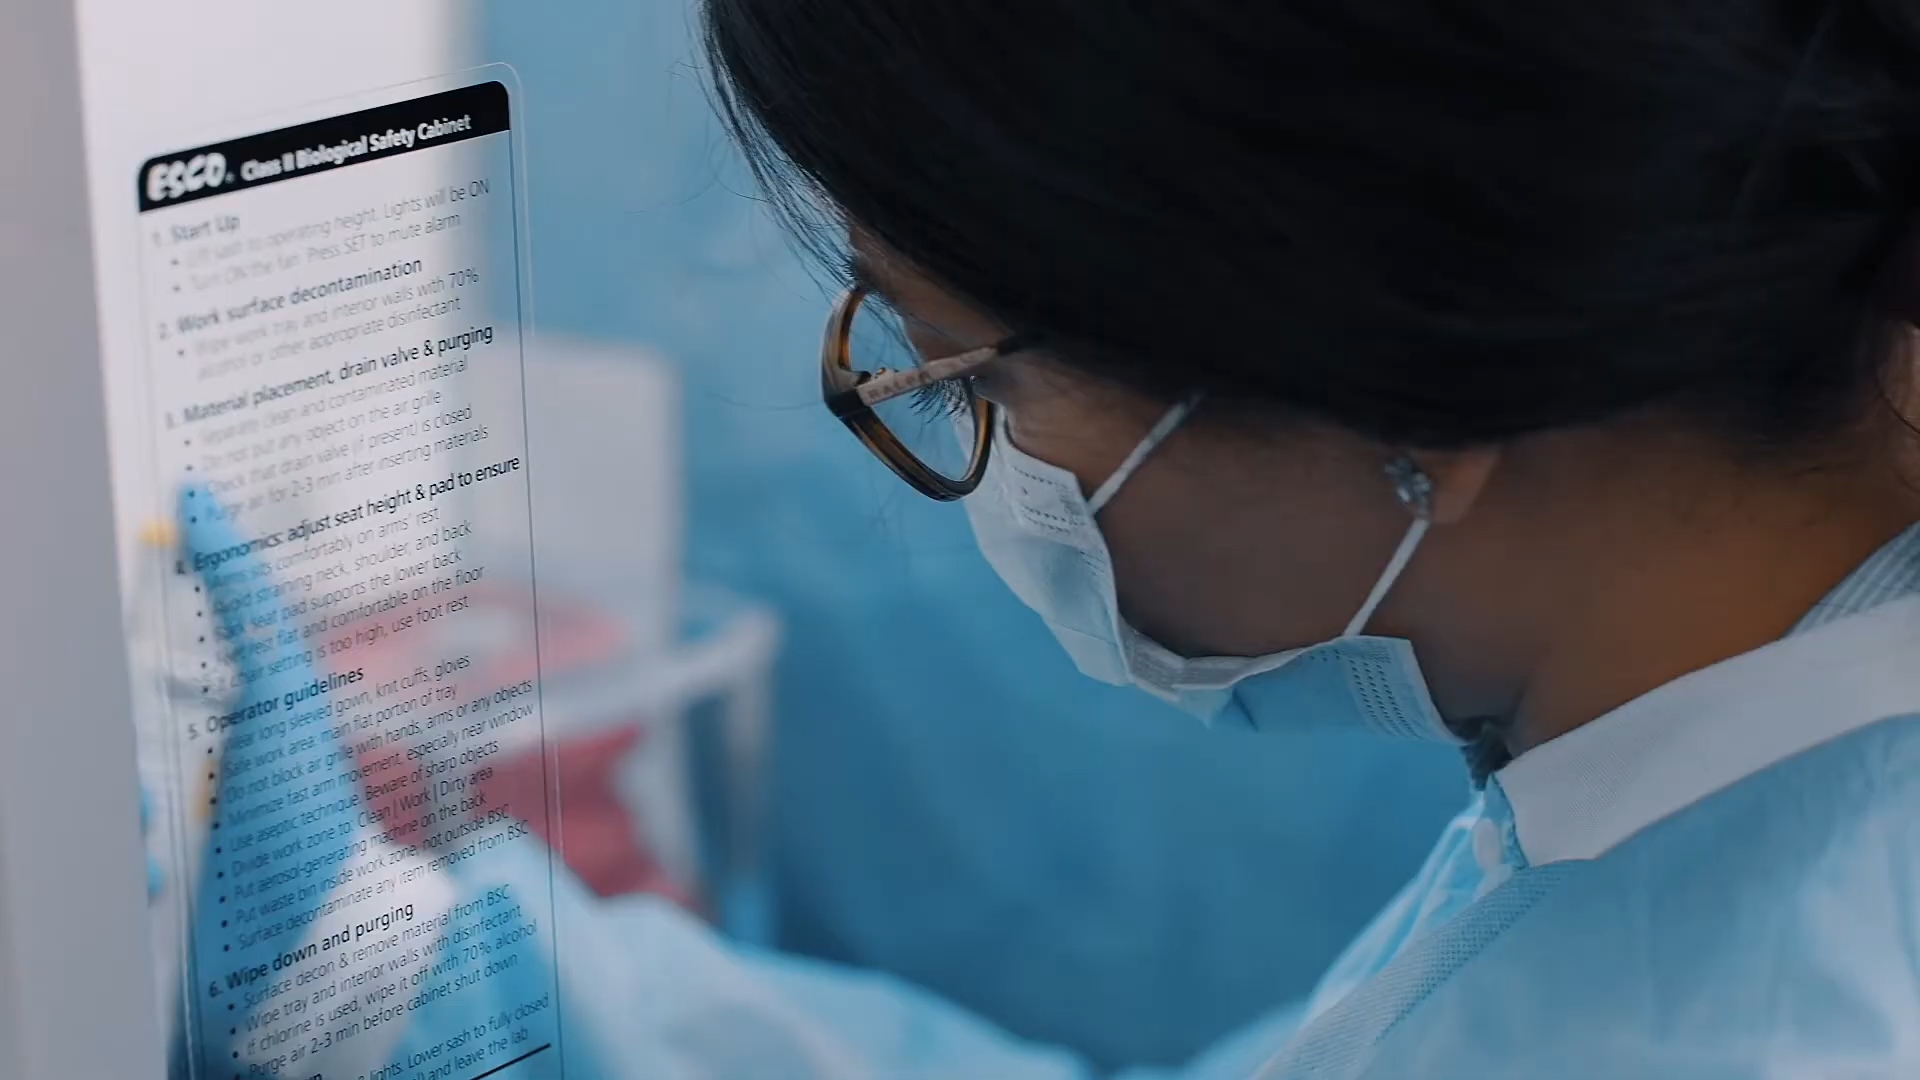 ESCO. Class II Biological Safety Cabinet
1. Start Up
• Lift sash to operating height. Lights will be ON
• Turn ON the fan. Press SET to mute alarm
2. Work surface decontamination
• Wipe work tray and interior walls with 70%
alcohol or other appropriate disinfectant
3. Material placement, drain valve & purging
• Separate clean and contaminated material
• Do not put any object on the air grille
• Check that drain valve (if present) is closed
• Purge air for 2-3 min after inserting materials
4. Ergonomics: adjust seat height & pad to ensure
• Arms sits comfortably on arms' rest
• Avoid straining neck, shoulder, and back
• Back seat pad supports the lower back
• rest flat and comfortable on the floor
• chair setting is too high, use foot rest
5. Operator guidelines
• Wear long sleeved gown, knit cuffs, gloves
• Safe work area: main flat portion of tray
• Do not block air grille with hands, arms or any objects
• Minimize fast arm movement, especially near window
• Use aseptic technique. Beware of sharp objects
• Divide work zone to: Clean | Work | Dirty area
• Put aerosol-generating machine on the back
• Put waste bin inside work zone, not outside BSC
• Surface decontaminate any item removed from BSC
6. Wipe down and purging
• Surface decon & remove material from BSC
• Wipe tray and interior walls with disinfectant
• If chlorine is used, wipe it off with 70% alcohol
• Purge air 2-3 min before cabinet shut down
lights. Lower sash to fully closed
) and leave the lab